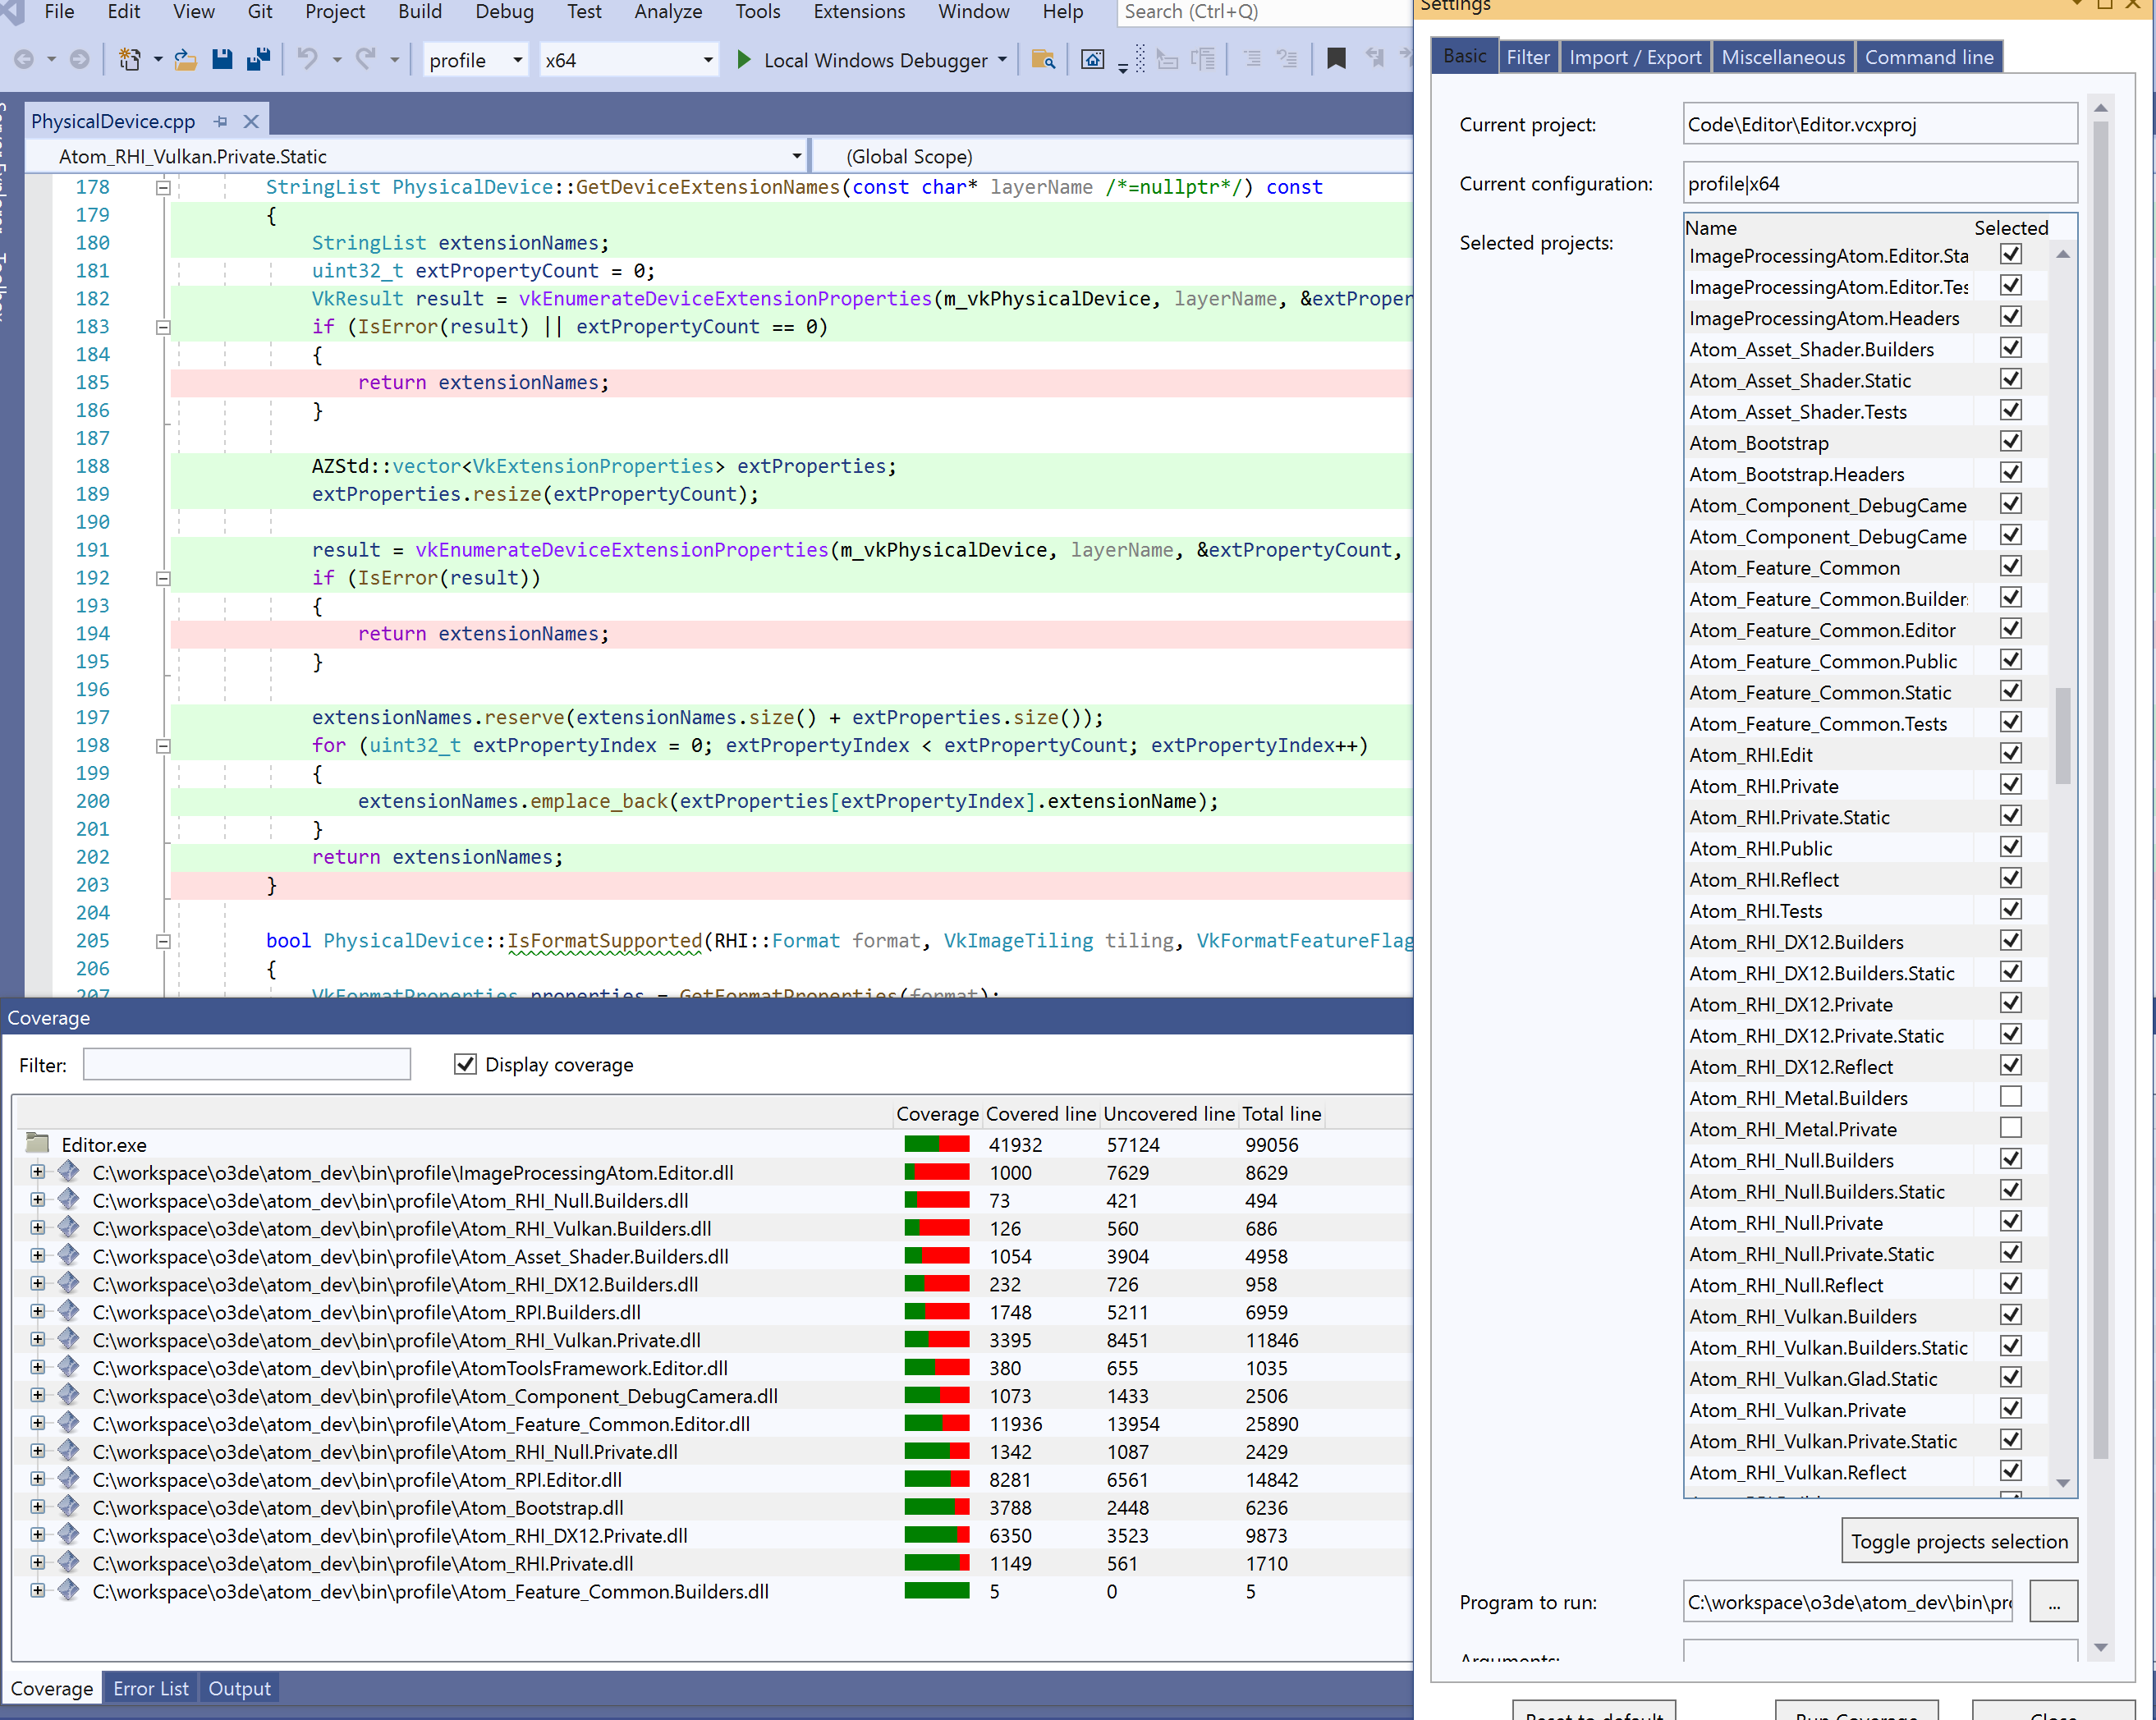 File Edit View Git Project Build Debug Test Analyze Tools Extensions Window Help Search (Ctrl+Q)
profile x64 Local Windows Debugger
PhysicalDevice.cpp
Atom_RHI_Vulkan.Private.Static (Global Scope)
178 StringList PhysicalDevice::GetDeviceExtensionNames(const char* layerName /*=nullptr*/) const
179 {
180 StringList extensionNames;
181 uint32_t extPropertyCount = 0;
182 VkResult result = vkEnumerateDeviceExtensionProperties(m_vkPhysicalDevice, layerName, &extProper
183 if (IsError(result) || extPropertyCount == 0)
184 {
185 return extensionNames;
186 }
187
188 AZStd::vector<VkExtensionProperties> extProperties;
189 extProperties.resize(extPropertyCount);
190
191 result = vkEnumerateDeviceExtensionProperties(m_vkPhysicalDevice, layerName, &extPropertyCount,
192 if (IsError(result))
193 {
194 return extensionNames;
195 }
196
197 extensionNames.reserve(extensionNames.size() + extProperties.size());
198 for (uint32_t extPropertyIndex = 0; extPropertyIndex < extPropertyCount; extPropertyIndex++)
199 {
200 extensionNames.emplace_back(extProperties[extPropertyIndex].extensionName);
201 }
202 return extensionNames;
203 }
204
205 bool PhysicalDevice::IsFormatSupported(RHI::Format format, VkImageTiling tiling, VkFormatFeatureFlag
206 {
207 VkFormatProperties properties = GetFormatProperties(format);
Coverage
Filter: Display coverage
Coverage Covered line Uncovered line Total line
Editor.exe 41932 57124 99056
C:\workspace\o3de\atom_dev\bin\profile\ImageProcessingAtom.Editor.dll 1000 7629 8629
C:\workspace\o3de\atom_dev\bin\profile\Atom_RHI_Null.Builders.dll 73 421 494
C:\workspace\o3de\atom_dev\bin\profile\Atom_RHI_Vulkan.Builders.dll 126 560 686
C:\workspace\o3de\atom_dev\bin\profile\Atom_Asset_Shader.Builders.dll 1054 3904 4958
C:\workspace\o3de\atom_dev\bin\profile\Atom_RHI_DX12.Builders.dll 232 726 958
C:\workspace\o3de\atom_dev\bin\profile\Atom_RPI.Builders.dll 1748 5211 6959
C:\workspace\o3de\atom_dev\bin\profile\Atom_RHI_Vulkan.Private.dll 3395 8451 11846
C:\workspace\o3de\atom_dev\bin\profile\AtomToolsFramework.Editor.dll 380 655 1035
C:\workspace\o3de\atom_dev\bin\profile\Atom_Component_DebugCamera.dll 1073 1433 2506
C:\workspace\o3de\atom_dev\bin\profile\Atom_Feature_Common.Editor.dll 11936 13954 25890
C:\workspace\o3de\atom_dev\bin\profile\Atom_RHI_Null.Private.dll 1342 1087 2429
C:\workspace\o3de\atom_dev\bin\profile\Atom_RPI.Editor.dll 8281 6561 14842
C:\workspace\o3de\atom_dev\bin\profile\Atom_Bootstrap.dll 3788 2448 6236
C:\workspace\o3de\atom_dev\bin\profile\Atom_RHI_DX12.Private.dll 6350 3523 9873
C:\workspace\o3de\atom_dev\bin\profile\Atom_RHI.Private.dll 1149 561 1710
C:\workspace\o3de\atom_dev\bin\profile\Atom_Feature_Common.Builders.dll 5 0 5
Coverage Error List Output
Settings
Basic Filter Import / Export Miscellaneous Command line
Current project: Code\Editor\Editor.vcxproj
Current configuration: profile|x64
Selected projects:
Name Selected
ImageProcessingAtom.Editor.Sta
ImageProcessingAtom.Editor.Tes
ImageProcessingAtom.Headers
Atom_Asset_Shader.Builders
Atom_Asset_Shader.Static
Atom_Asset_Shader.Tests
Atom_Bootstrap
Atom_Bootstrap.Headers
Atom_Component_DebugCame
Atom_Component_DebugCame
Atom_Feature_Common
Atom_Feature_Common.Builder
Atom_Feature_Common.Editor
Atom_Feature_Common.Public
Atom_Feature_Common.Static
Atom_Feature_Common.Tests
Atom_RHI.Edit
Atom_RHI.Private
Atom_RHI.Private.Static
Atom_RHI.Public
Atom_RHI.Reflect
Atom_RHI.Tests
Atom_RHI_DX12.Builders
Atom_RHI_DX12.Builders.Static
Atom_RHI_DX12.Private
Atom_RHI_DX12.Private.Static
Atom_RHI_DX12.Reflect
Atom_RHI_Metal.Builders
Atom_RHI_Metal.Private
Atom_RHI_Null.Builders
Atom_RHI_Null.Builders.Static
Atom_RHI_Null.Private
Atom_RHI_Null.Private.Static
Atom_RHI_Null.Reflect
Atom_RHI_Vulkan.Builders
Atom_RHI_Vulkan.Builders.Static
Atom_RHI_Vulkan.Glad.Static
Atom_RHI_Vulkan.Private
Atom_RHI_Vulkan.Private.Static
Atom_RHI_Vulkan.Reflect
Toggle projects selection
Program to run: C:\workspace\o3de\atom_dev\bin\pro ...
Arguments:
Reset to default Run Coverage Close